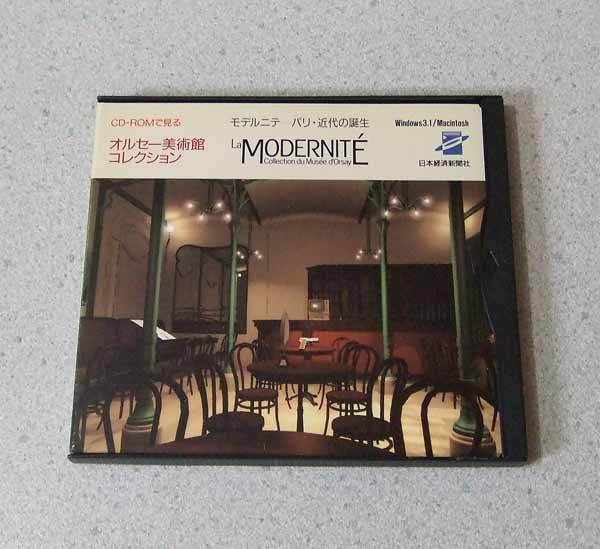 CD-ROMで見る
オルセー美術館
コレクション
モデルニテ パリ・近代の誕生
La MODERNITÉ
Collection du Musée d'Orsay
Windows3.1/Macintosh
日本経済新聞社